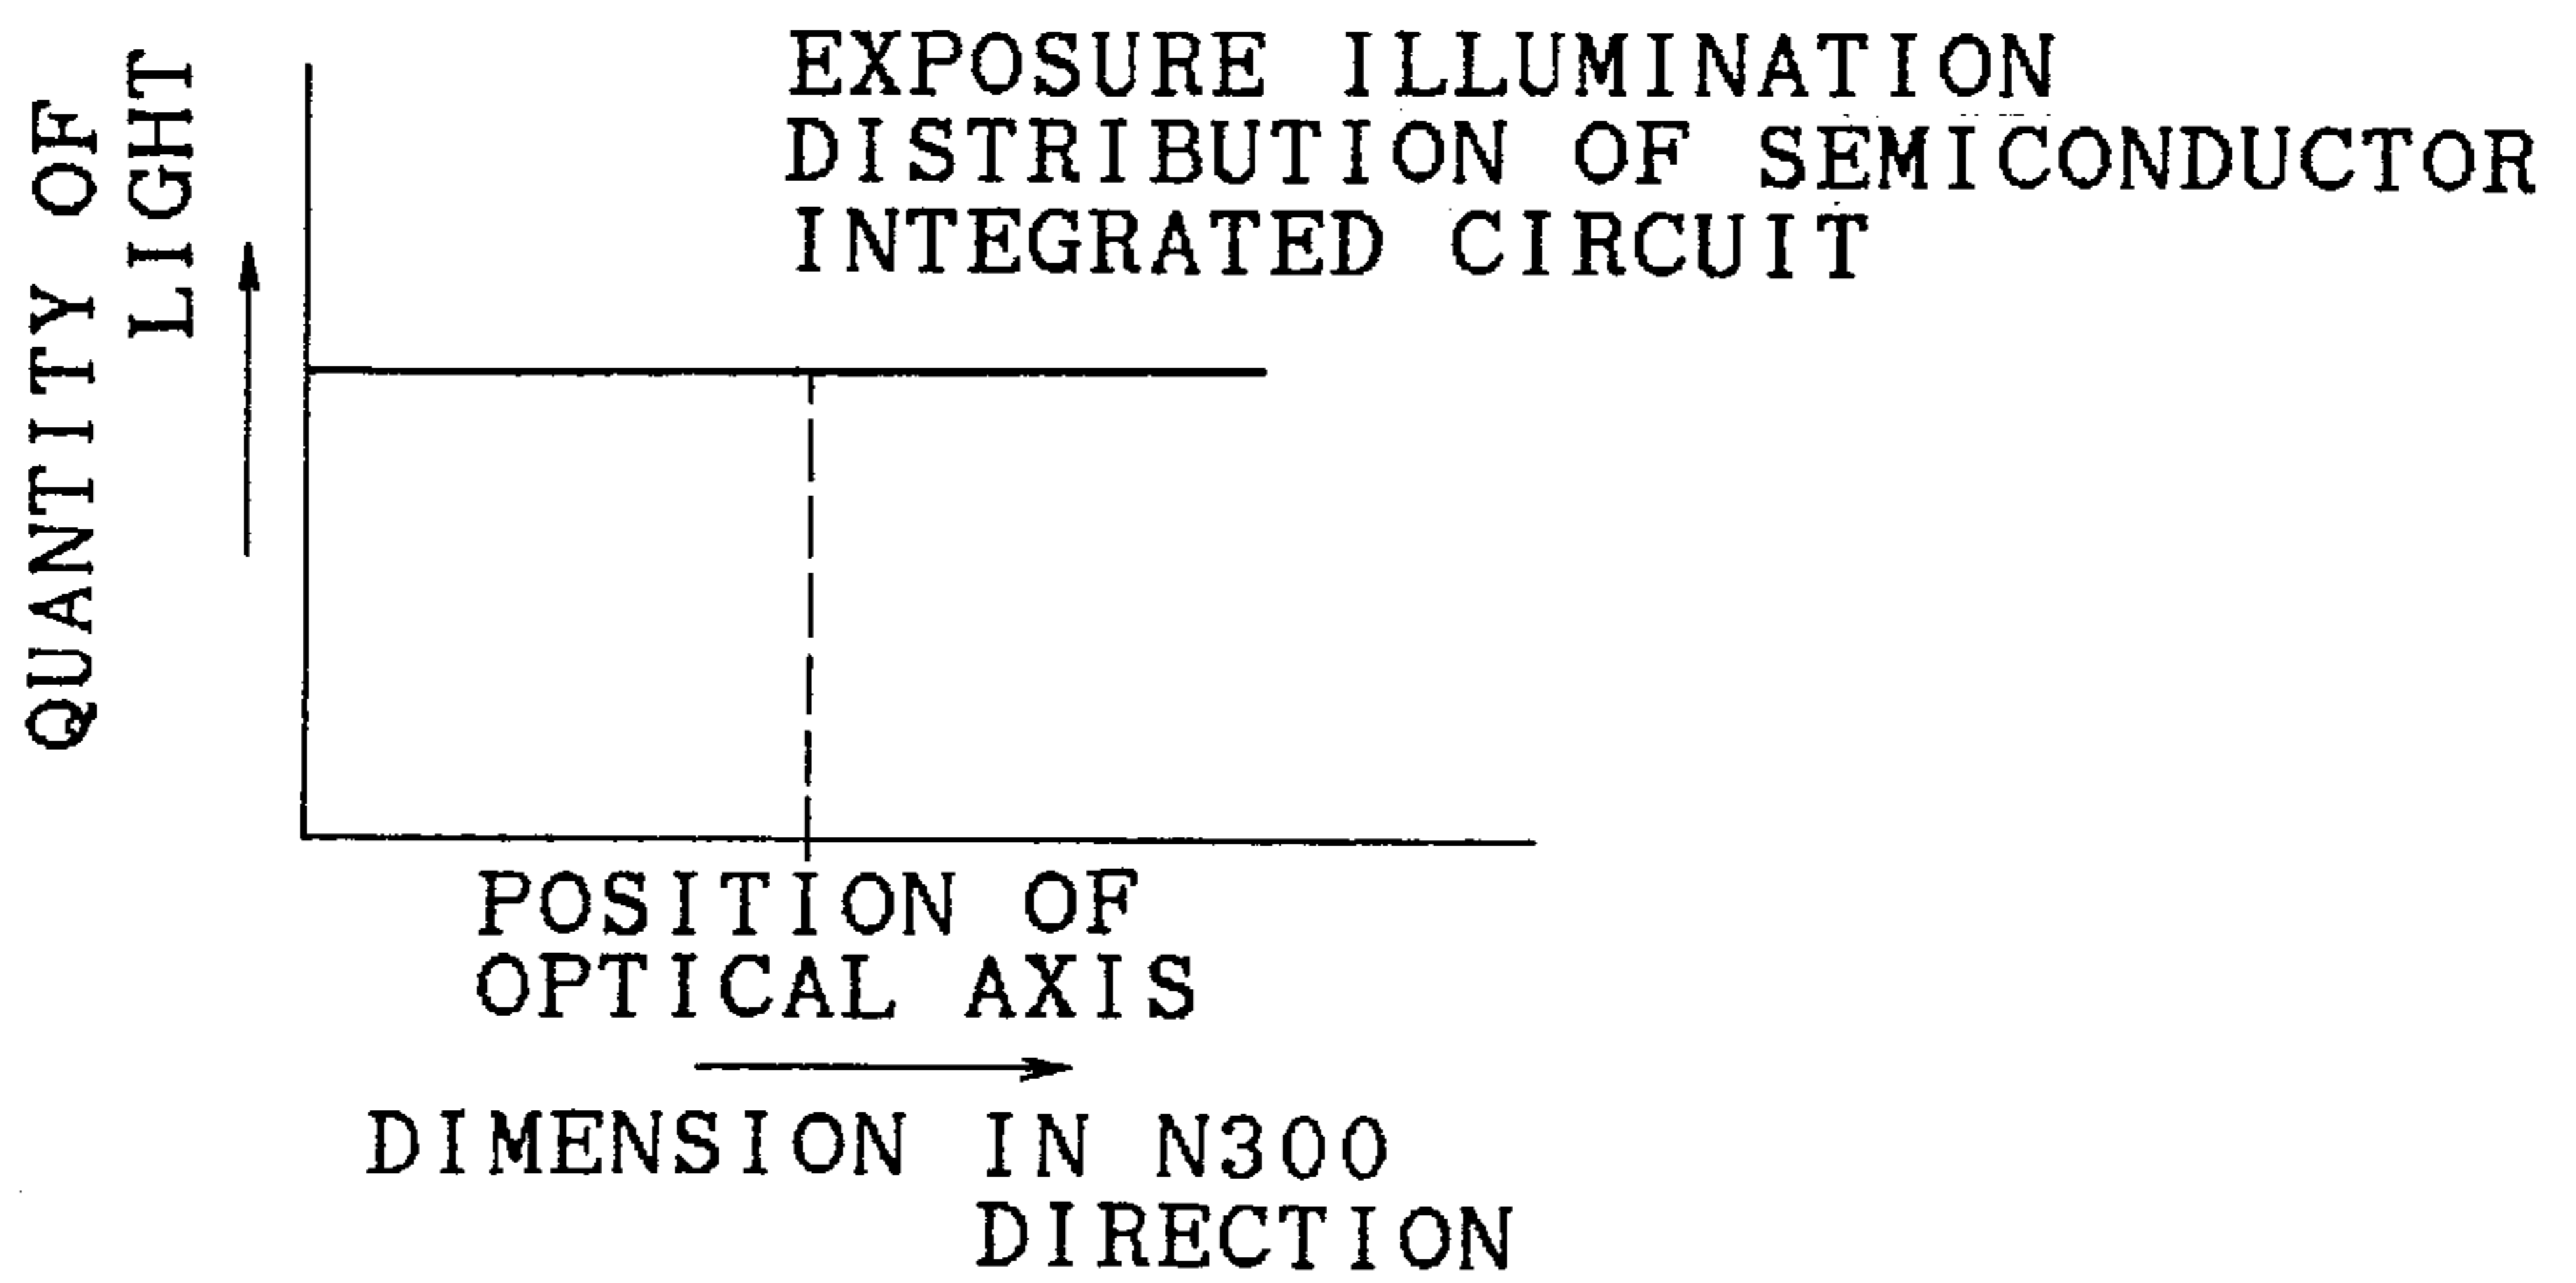 EXPOSURE ILLUMINATION
DISTRIBUTION OF SEMICONDUCTOR
INTEGRATED CIRCUIT
QUANTITY OF
LIGHT
POSITION OF
OPTICAL AXIS
DIMENSION IN N300
DIRECTION